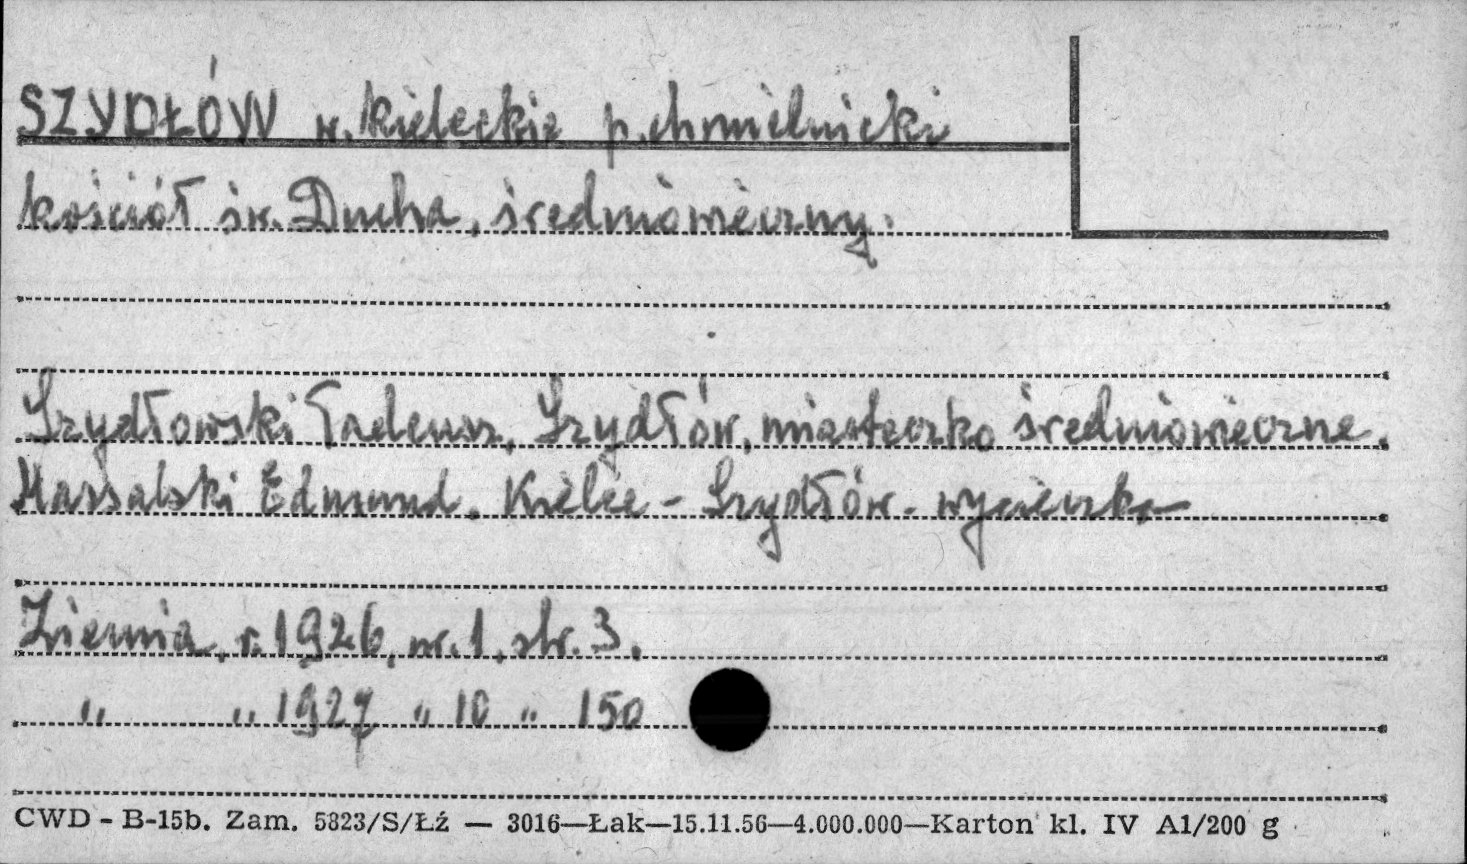 SZYDŁÓW w. kieleckie p. chmielnicki
kościół św. Ducha, średniowieczny.
Szydłowski Tadeusz, Szydłów, miasteczko średniowieczne.
Massalski Edmund. Kielce - Szydłów - wycieczka
Ziemia, r. 1926, nr. 1, str. 3.
" " 1927 " 10 " 150
CWD - B-15b. Zam. 5823/S/Łź — 3016—Łak—15.11.56—4.000.000—Karton kl. IV A1/200 g